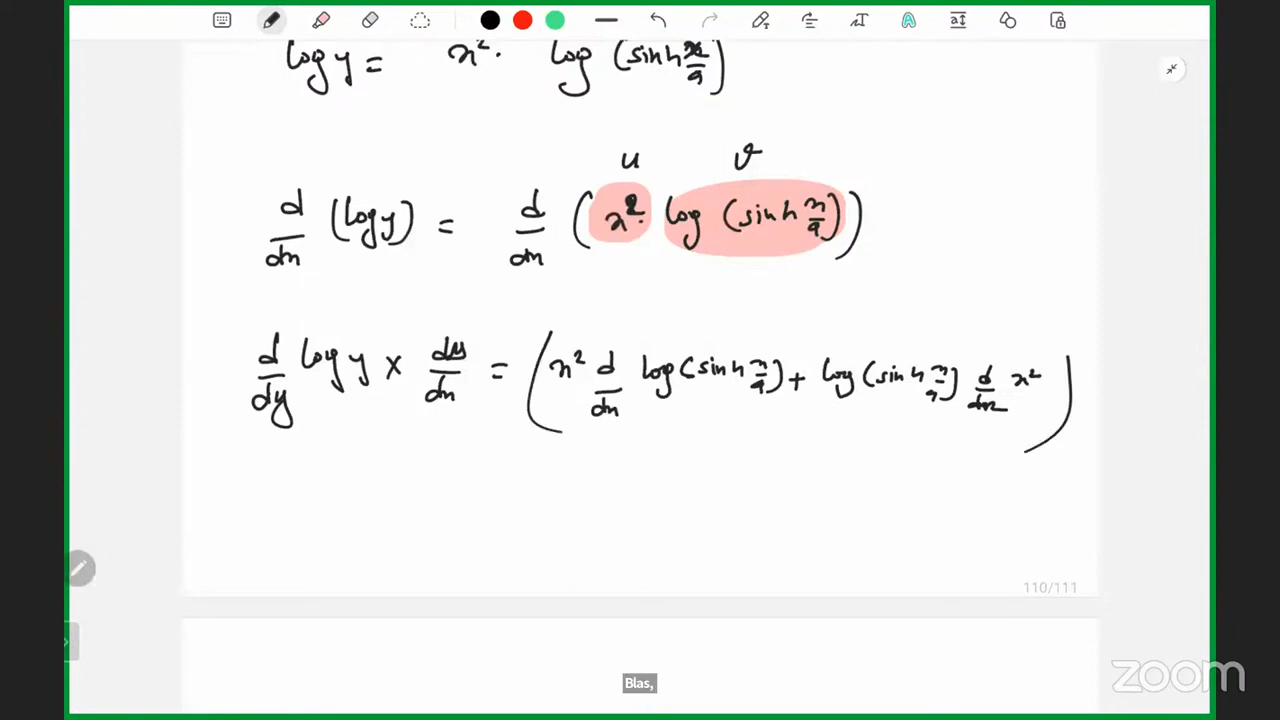 log y = x². log (sinh x/a)
u v
d/dx (log y) = d/dx (x². log (sinh x/a))
d/dy log y × dy/dx = (x² d/dx log (sinh x/a) + log (sinh x/a) d/dx x²)
110/111
Blas,
zoom